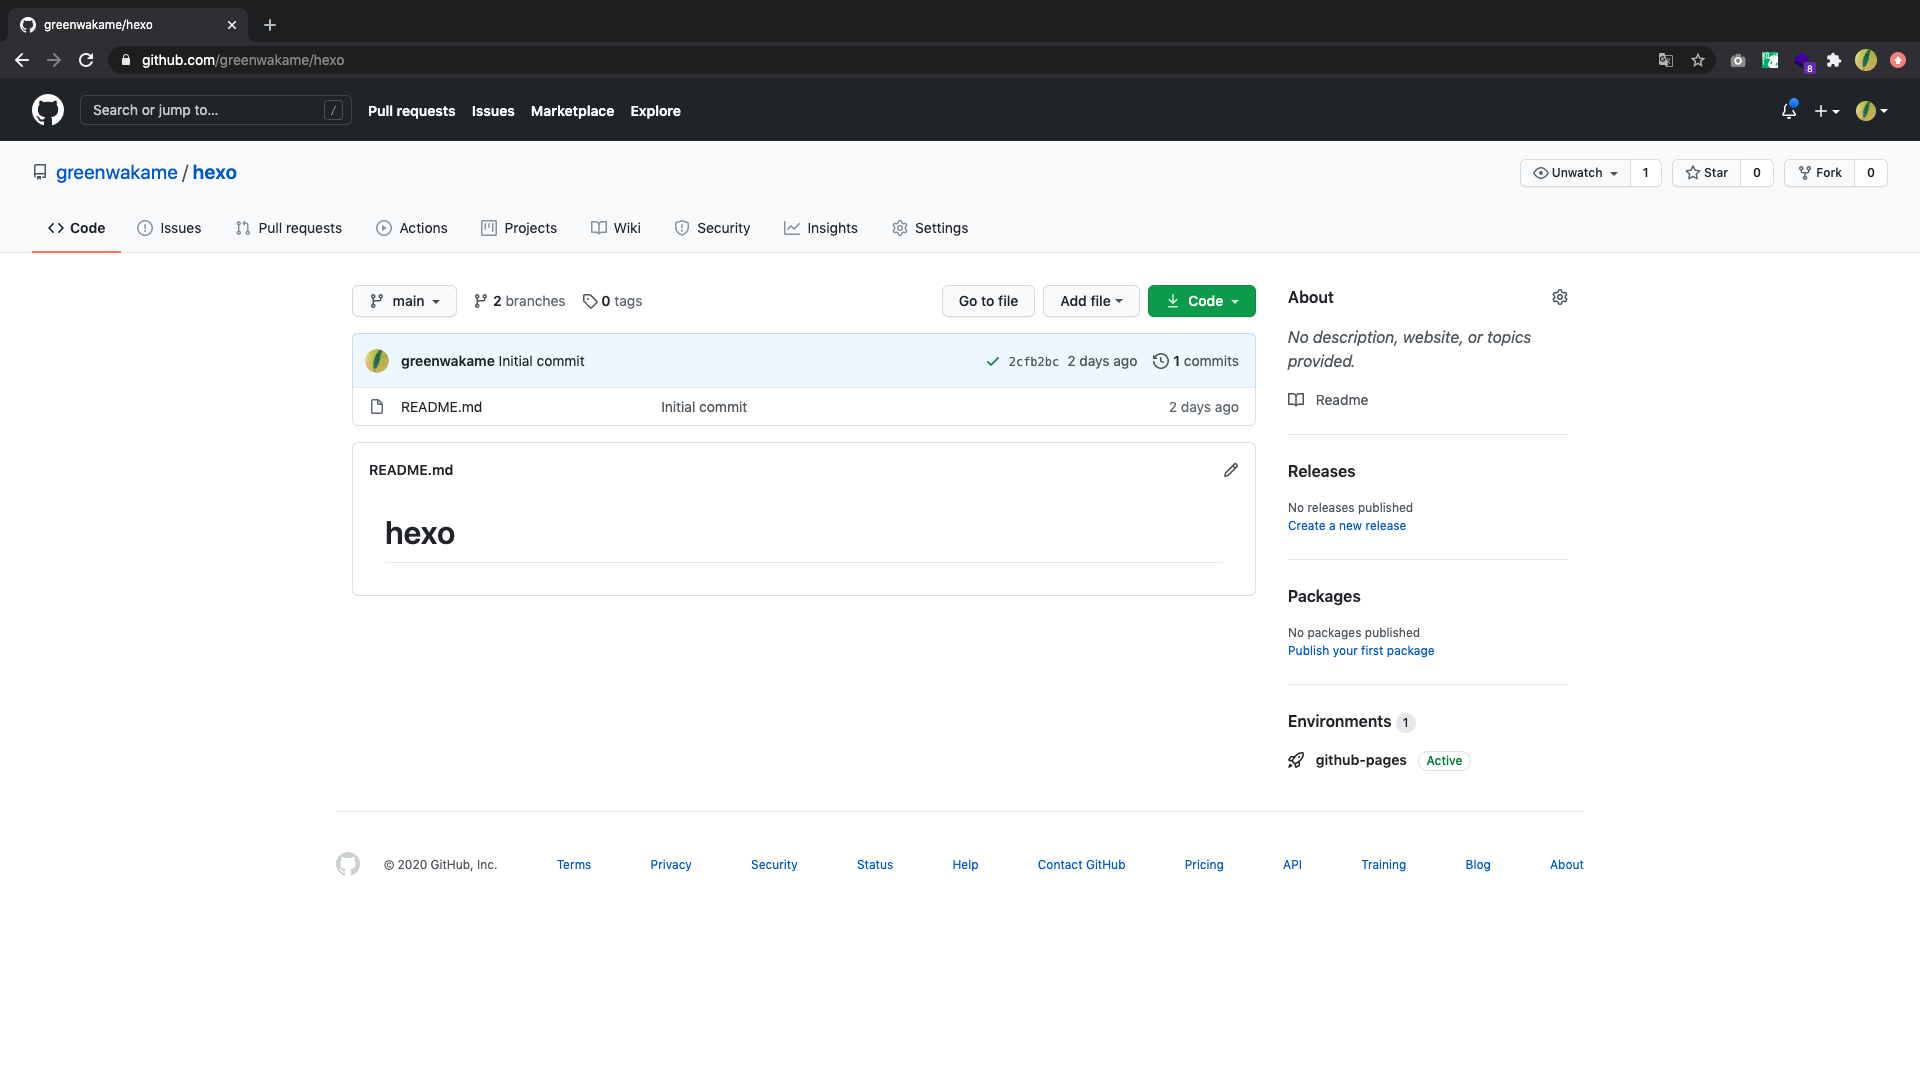 greenwakame/hexo
github.com/greenwakame/hexo
8
Search or jump to... /
Pull requests Issues Marketplace Explore
greenwakame / hexo
Unwatch 1 Star 0 Fork 0
Code Issues Pull requests Actions Projects Wiki Security Insights Settings
main 2 branches 0 tags Go to file Add file Code
greenwakame Initial commit 2cfb2bc 2 days ago 1 commits
README.md Initial commit 2 days ago
README.md
hexo
About
No description, website, or topics
provided.
Readme
Releases
No releases published
Create a new release
Packages
No packages published
Publish your first package
Environments 1
github-pages Active
© 2020 GitHub, Inc. Terms Privacy Security Status Help Contact GitHub Pricing API Training Blog About